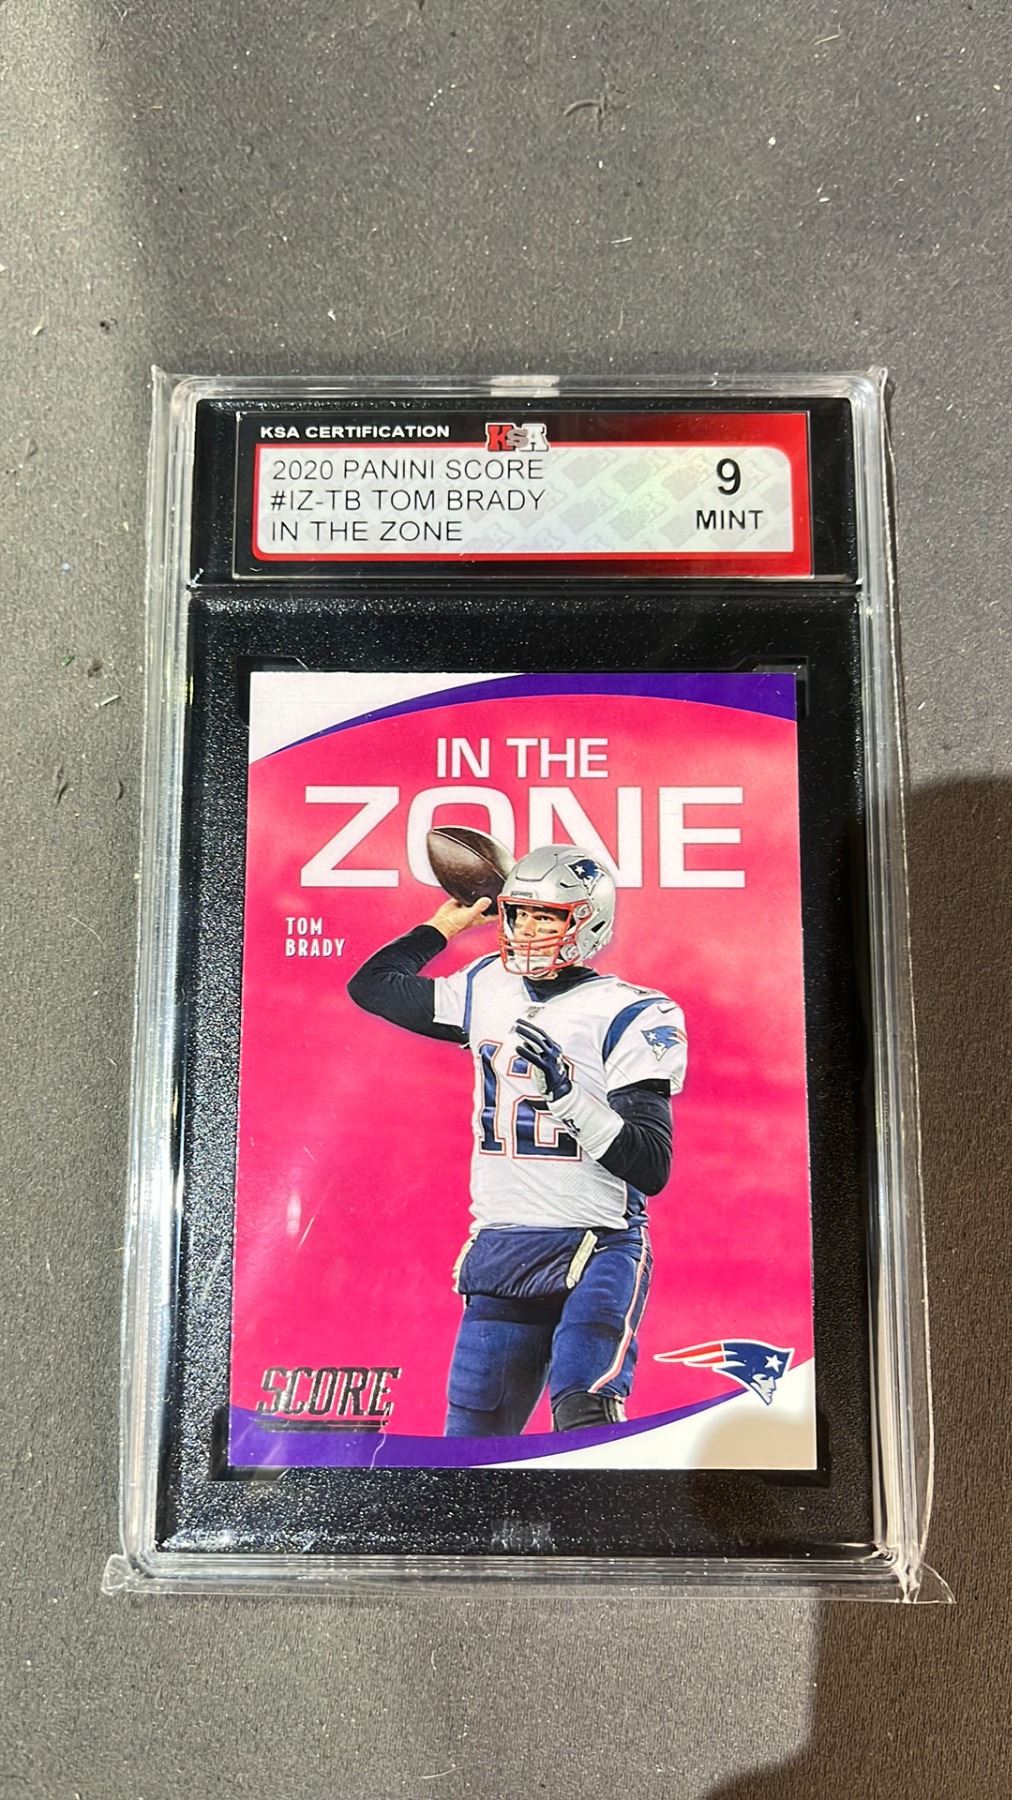 KSA CERTIFICATION
KSA
2020 PANINI SCORE
#IZ-TB TOM BRADY
IN THE ZONE
9
MINT
IN THE
ZONE
TOM
BRADY
12
SCORE